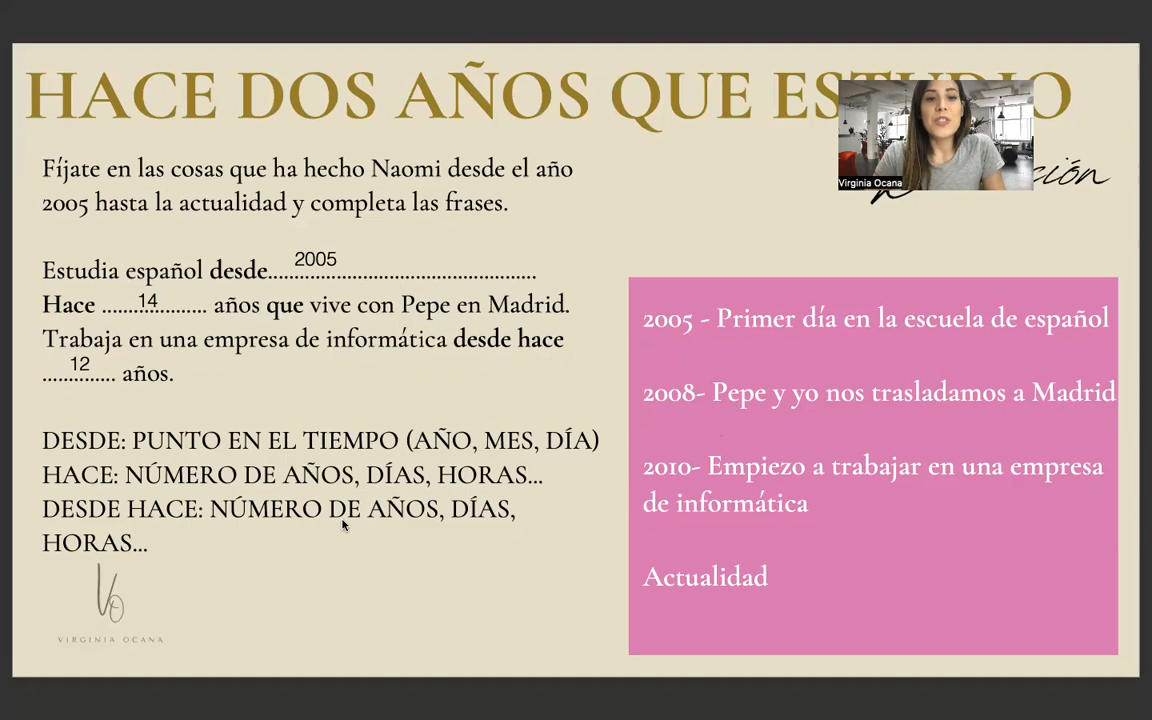 HACE DOS AÑOS QUE ES
Virginia Ocana
ción
Fíjate en las cosas que ha hecho Naomi desde el año
2005 hasta la actualidad y completa las frases.
Estudia español desde......2005......
Hace ......14...... años que vive con Pepe en Madrid.
Trabaja en una empresa de informática desde hace
......12...... años.
DESDE: PUNTO EN EL TIEMPO (AÑO, MES, DÍA)
HACE: NÚMERO DE AÑOS, DÍAS, HORAS...
DESDE HACE: NÚMERO DE AÑOS, DÍAS,
HORAS...
VO
VIRGINIA OCANA
2005 - Primer día en la escuela de español
2008- Pepe y yo nos trasladamos a Madrid
2010- Empiezo a trabajar en una empresa
de informática
Actualidad